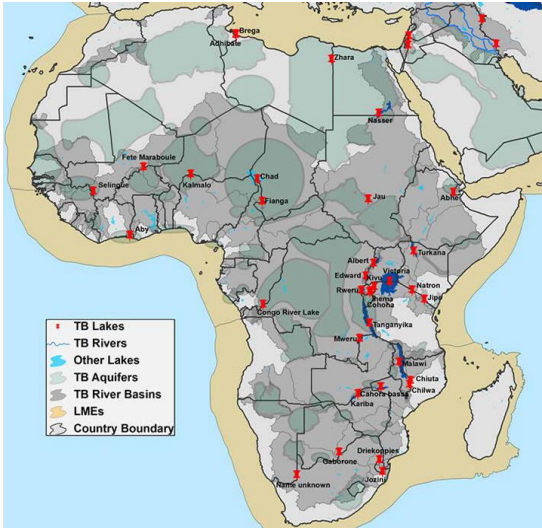 Brega
Adhibate
Zhara
Nasser
Fete Maraboule
Selingue
Kalmalo
Chad
Fianga
Jau
Abhe
Aby
Turkana
Albert
Victoria
Edward
Kivu
Rweru
Natron
Jipe
Ihema
Cohoha
Congo River Lake
Tanganyika
Mweru
Malawi
Chiuta
Chilwa
Cahora bassa
Kariba
Driekoppies
Gaborone
Name unknown
Jozini
TB Lakes
TB Rivers
Other Lakes
TB Aquifers
TB River Basins
LMEs
Country Boundary